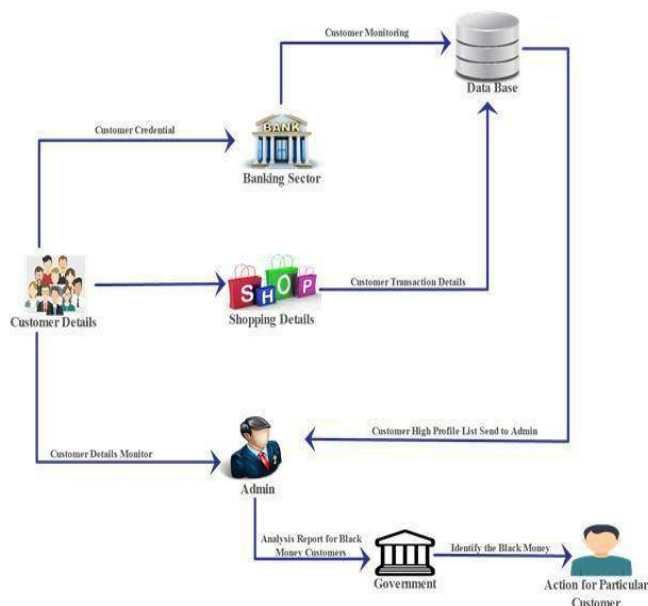 Customer Monitoring
Data Base
Customer Credential
BANK
Banking Sector
SHOP
Customer Transaction Details
Customer Details
Shopping Details
Customer High Profile List Send to Admin
Customer Details Monitor
Admin
Analysis Report for Black
Money Customers
Identify the Black Money
Government
Action for Particular
Customer